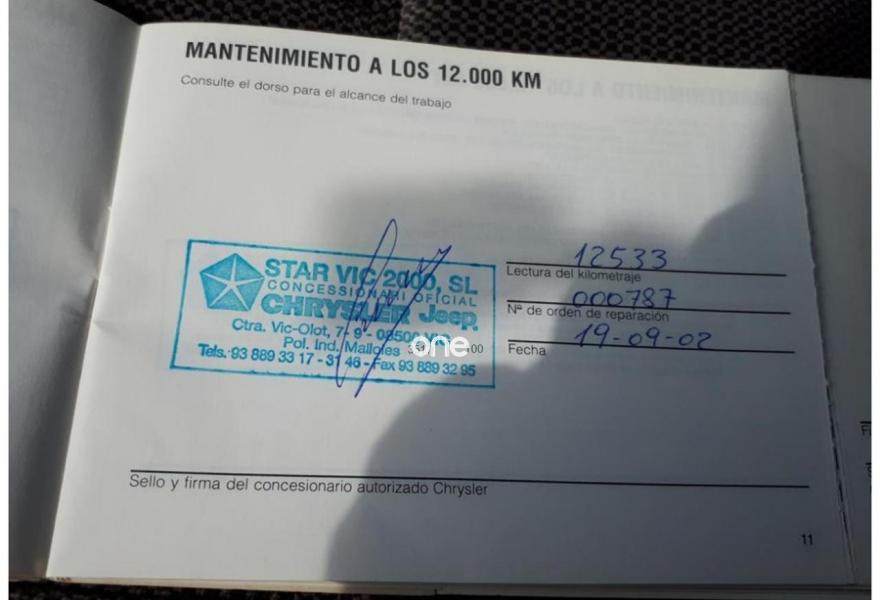 MANTENIMIENTO A LOS 12.000 KM
Consulte el dorso para el alcance del trabajo
STAR VIC 2000, SL
CONCESSIONARI OFICIAL
CHRYSLER Jeep.
Ctra. Vic-Olot, 7- 9 - 08500
Pol. Ind. Malloles
Tels. 93 889 33 17 - 31 46 - Fax 93 889 32 95
one
12533
Lectura del kilometraje
000787
Nº de orden de reparación
19-09-02
Fecha
Sello y firma del concesionario autorizado Chrysler
11